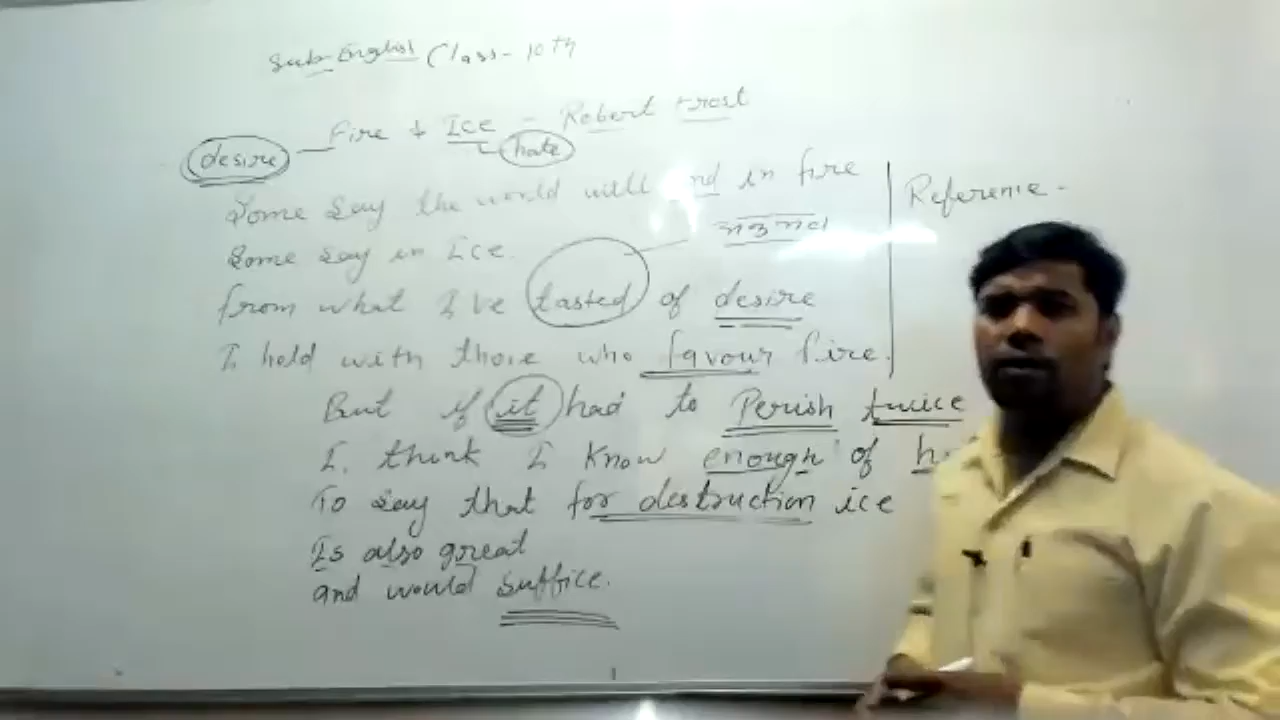 Sub-English Class-10th
Fire + Ice - Robert Frost
desire
hate
Some say the world will end in fire
Some say in Ice.
from what I've tasted of desire
I hold with those who favour fire.
But if it had to Perish twice
I. think I know enough of
To say that for destruction ice
Is also great
and would suffice.
Reference -